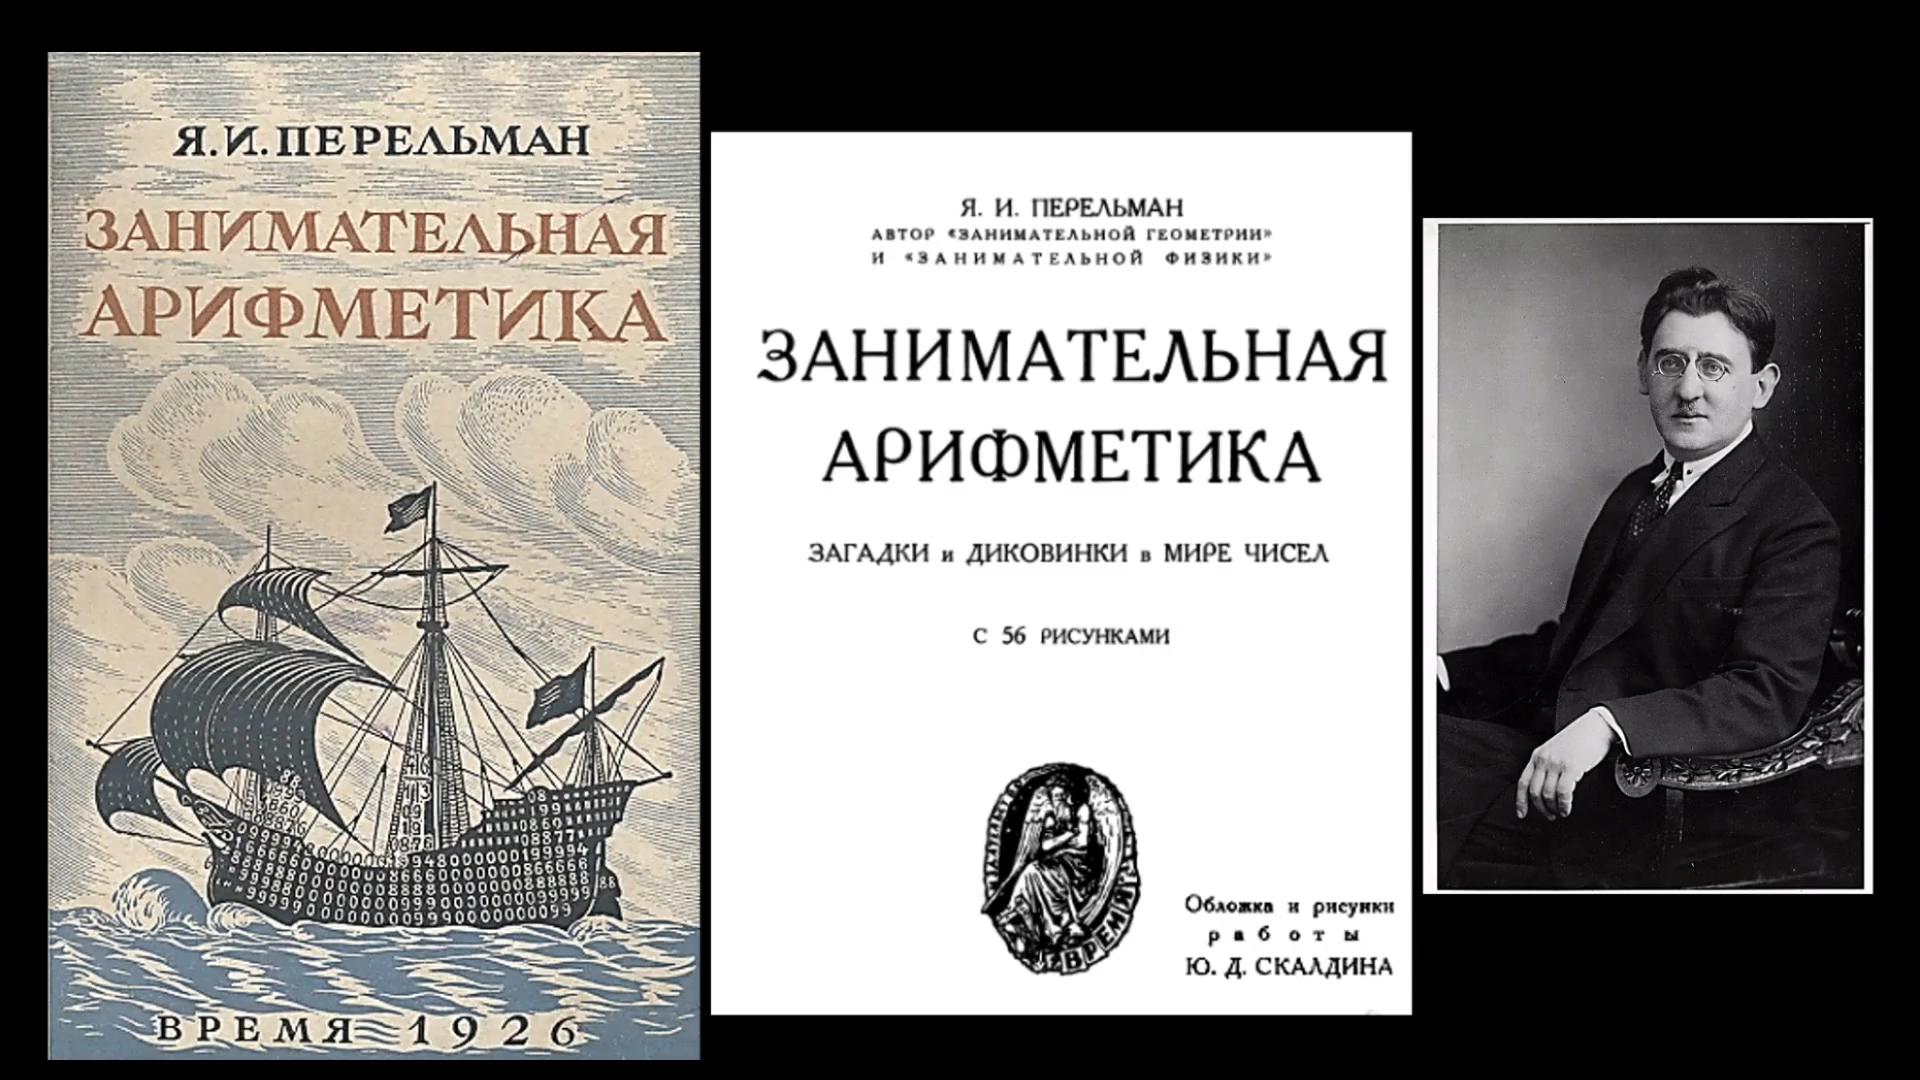 Я. И. ПЕРЕЛЬМАН
ЗАНИМАТЕЛЬНАЯ
АРИФМЕТИКА
ВРЕМЯ 1926
Я. И. ПЕРЕЛЬМАН
АВТОР «ЗАНИМАТЕЛЬНОЙ ГЕОМЕТРИИ»
И «ЗАНИМАТЕЛЬНОЙ ФИЗИКИ»
ЗАНИМАТЕЛЬНАЯ
АРИФМЕТИКА
ЗАГАДКИ и ДИКОВИНКИ в МИРЕ ЧИСЕЛ
С 56 РИСУНКАМИ
ВРЕМЯ
Обложка и рисунки
работы
Ю. Д. СКАЛДИНА